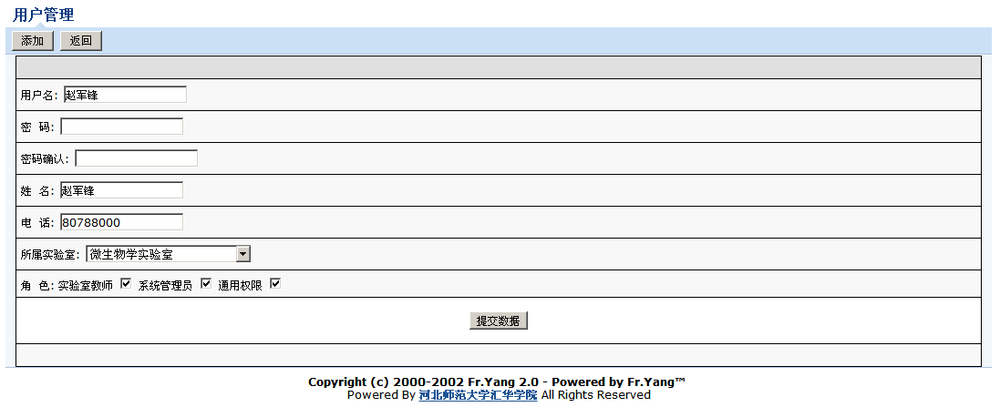 用户管理
添加 返回
用户名: 赵军锋
密 码:
密码确认:
姓 名: 赵军锋
电 话: 80788000
所属实验室: 微生物学实验室
角 色: 实验室教师 系统管理员 通用权限
提交数据
Copyright (c) 2000-2002 Fr.Yang 2.0 - Powered by Fr.Yang™
Powered By 河北师范大学汇华学院 All Rights Reserved